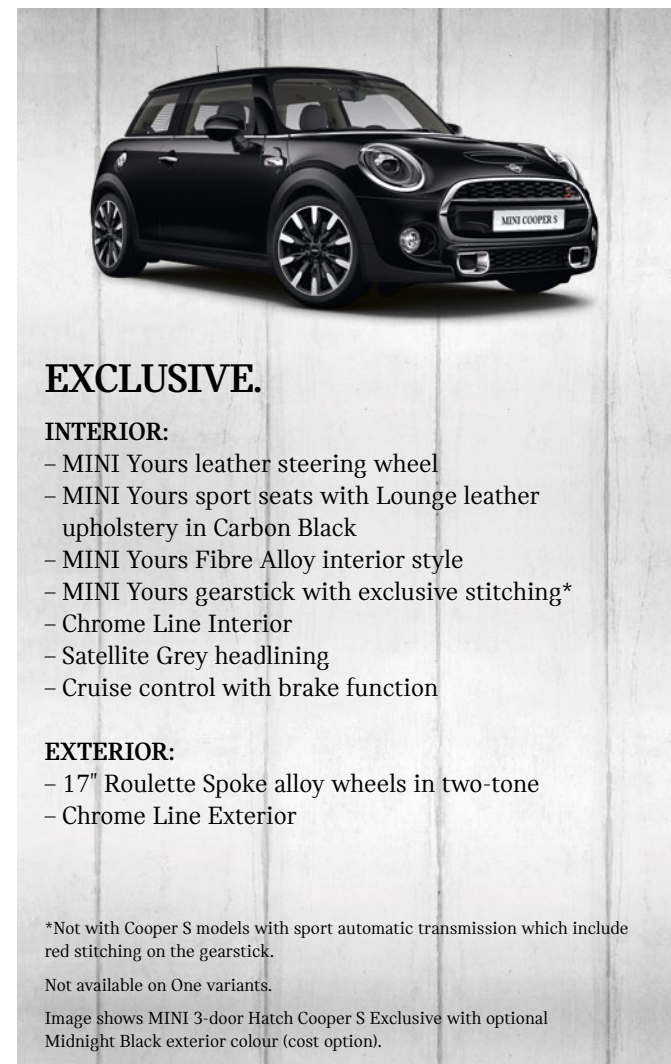 MINI COOPER S
EXCLUSIVE.
INTERIOR:
– MINI Yours leather steering wheel
– MINI Yours sport seats with Lounge leather
upholstery in Carbon Black
– MINI Yours Fibre Alloy interior style
– MINI Yours gearstick with exclusive stitching*
– Chrome Line Interior
– Satellite Grey headlining
– Cruise control with brake function
EXTERIOR:
– 17" Roulette Spoke alloy wheels in two-tone
– Chrome Line Exterior
*Not with Cooper S models with sport automatic transmission which include
red stitching on the gearstick.
Not available on One variants.
Image shows MINI 3-door Hatch Cooper S Exclusive with optional
Midnight Black exterior colour (cost option).